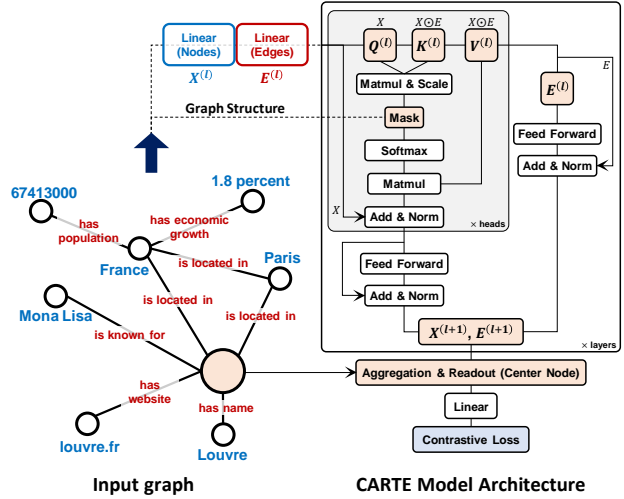 Linear
(Nodes)
Linear
(Edges)
X^(l)
E^(l)
Graph Structure
67413000
1.8 percent
has
population
has economic
growth
France
is located in
Paris
Mona Lisa
is located in
is located in
is known for
has
website
has name
louvre.fr
Louvre
Input graph
X
X⊙E
X⊙E
Q^(l)
K^(l)
V^(l)
E
Matmul & Scale
E^(l)
Mask
Feed Forward
Softmax
Add & Norm
Matmul
X
Add & Norm
× heads
Feed Forward
Add & Norm
X^(l+1), E^(l+1)
× layers
Aggregation & Readout (Center Node)
Linear
Contrastive Loss
CARTE Model Architecture